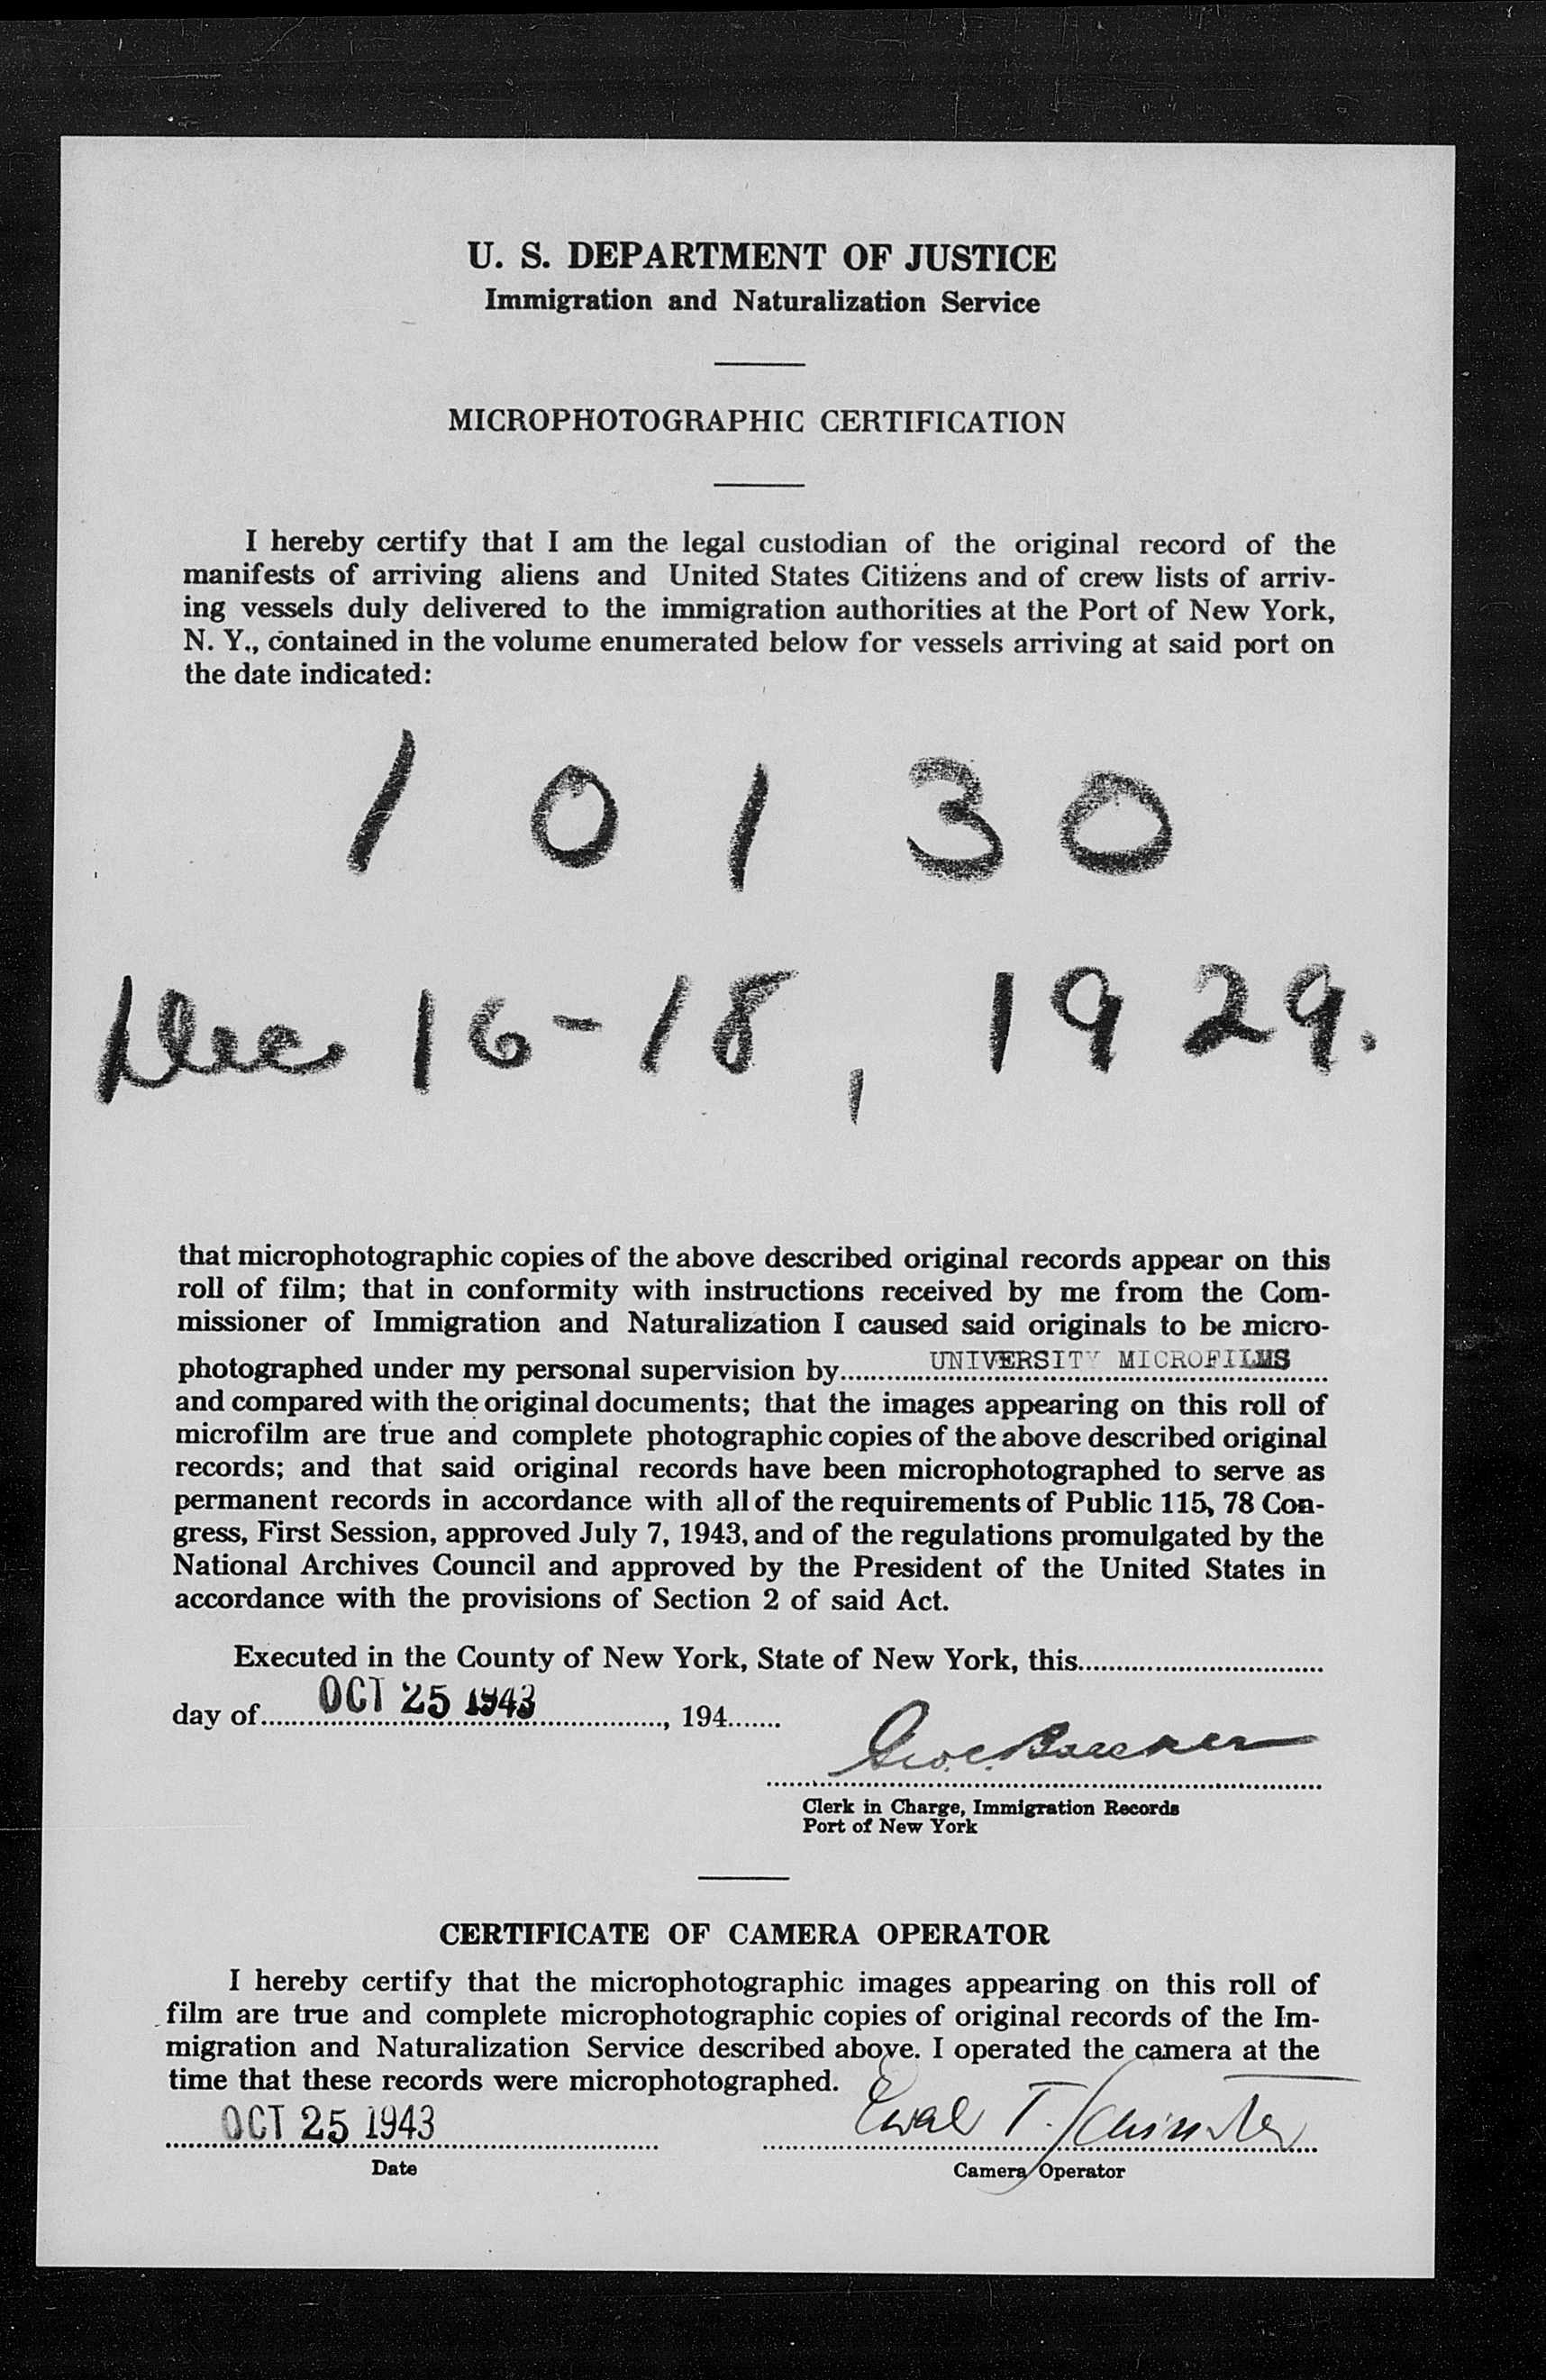 U. S. DEPARTMENT OF JUSTICE
Immigration and Naturalization Service
MICROPHOTOGRAPHIC CERTIFICATION
I hereby certify that I am the legal custodian of the original record of the
manifests of arriving aliens and United States Citizens and of crew lists of arriv-
ing vessels duly delivered to the immigration authorities at the Port of New York,
N. Y., contained in the volume enumerated below for vessels arriving at said port on
the date indicated:
10130
Dec 16-18, 1929.
that microphotographic copies of the above described original records appear on this
roll of film; that in conformity with instructions received by me from the Com-
missioner of Immigration and Naturalization I caused said originals to be micro-
photographed under my personal supervision by UNIVERSITY MICROFILMS
and compared with the original documents; that the images appearing on this roll of
microfilm are true and complete photographic copies of the above described original
records; and that said original records have been microphotographed to serve as
permanent records in accordance with all of the requirements of Public 115, 78 Con-
gress, First Session, approved July 7, 1943, and of the regulations promulgated by the
National Archives Council and approved by the President of the United States in
accordance with the provisions of Section 2 of said Act.
Executed in the County of New York, State of New York, this
day of OCT 25 1943, 194
Clerk in Charge, Immigration Records
Port of New York
CERTIFICATE OF CAMERA OPERATOR
I hereby certify that the microphotographic images appearing on this roll of
film are true and complete microphotographic copies of original records of the Im-
migration and Naturalization Service described above. I operated the camera at the
time that these records were microphotographed.
OCT 25 1943
Date
Camera Operator